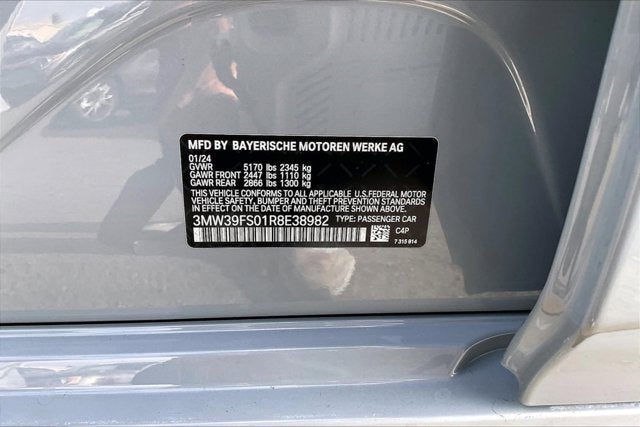 MFD BY BAYERISCHE MOTOREN WERKE AG
01/24
GVWR 5170 lbs 2345 kg
GAWR FRONT 2447 lbs 1110 kg
GAWR REAR 2866 lbs 1300 kg
THIS VEHICLE CONFORMS TO ALL APPLICABLE U.S.FEDERAL MOTOR
VEHICLE SAFETY, BUMPER AND THEFT PREVENTION STANDARDS
IN EFFECT ON THE DATE OF MANUFACTURE SHOWN ABOVE.
3MW39FS01R8E38982 TYPE: PASSENGER CAR
C4P
7 315 814